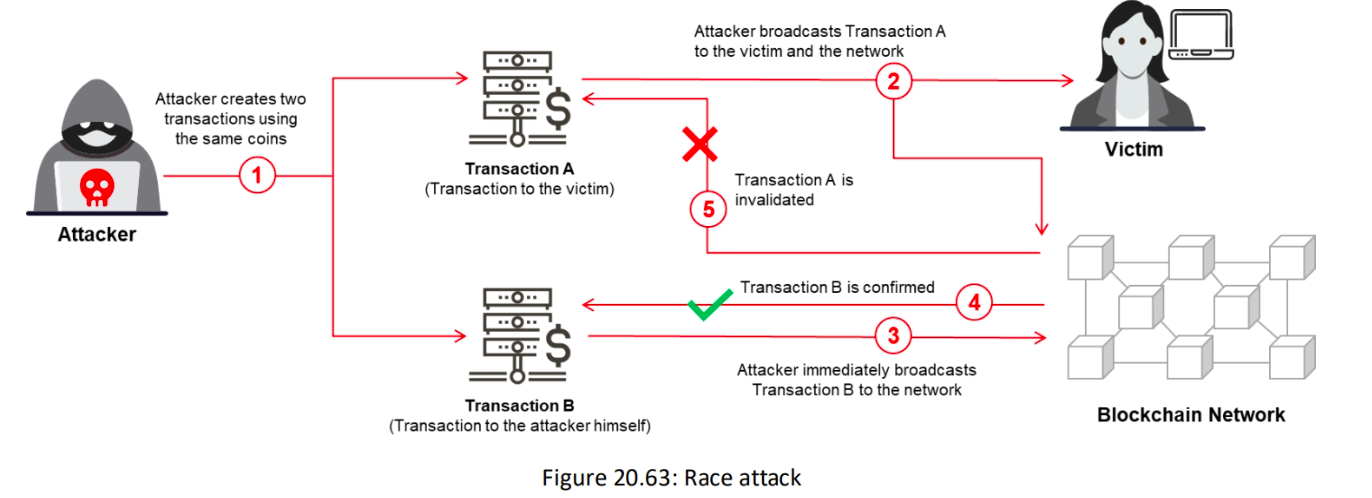 Attacker broadcasts Transaction A
to the victim and the network
2
Attacker creates two
transactions using
the same coins
1
Attacker
$
Transaction A
(Transaction to the victim)
Victim
Transaction A is
invalidated
5
Transaction B is confirmed
4
$
3
Attacker immediately broadcasts
Transaction B to the network
Transaction B
(Transaction to the attacker himself)
Blockchain Network
Figure 20.63: Race attack